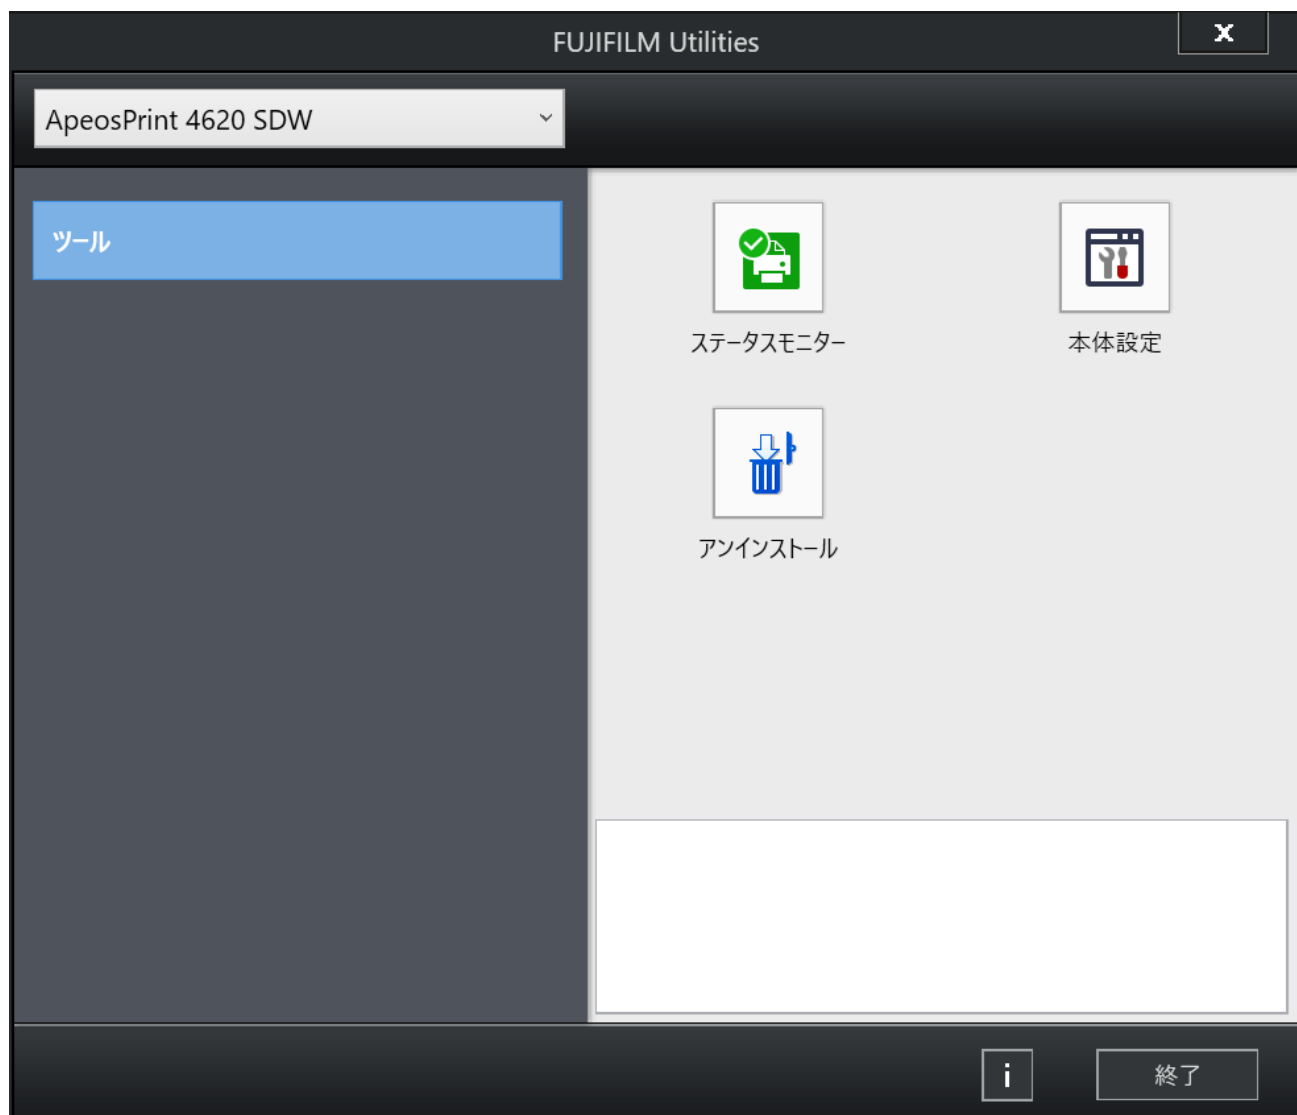 FUJIFILM Utilities
x
ApeosPrint 4620 SDW
ツール
ステータスモニター
本体設定
アンインストール
i
終了